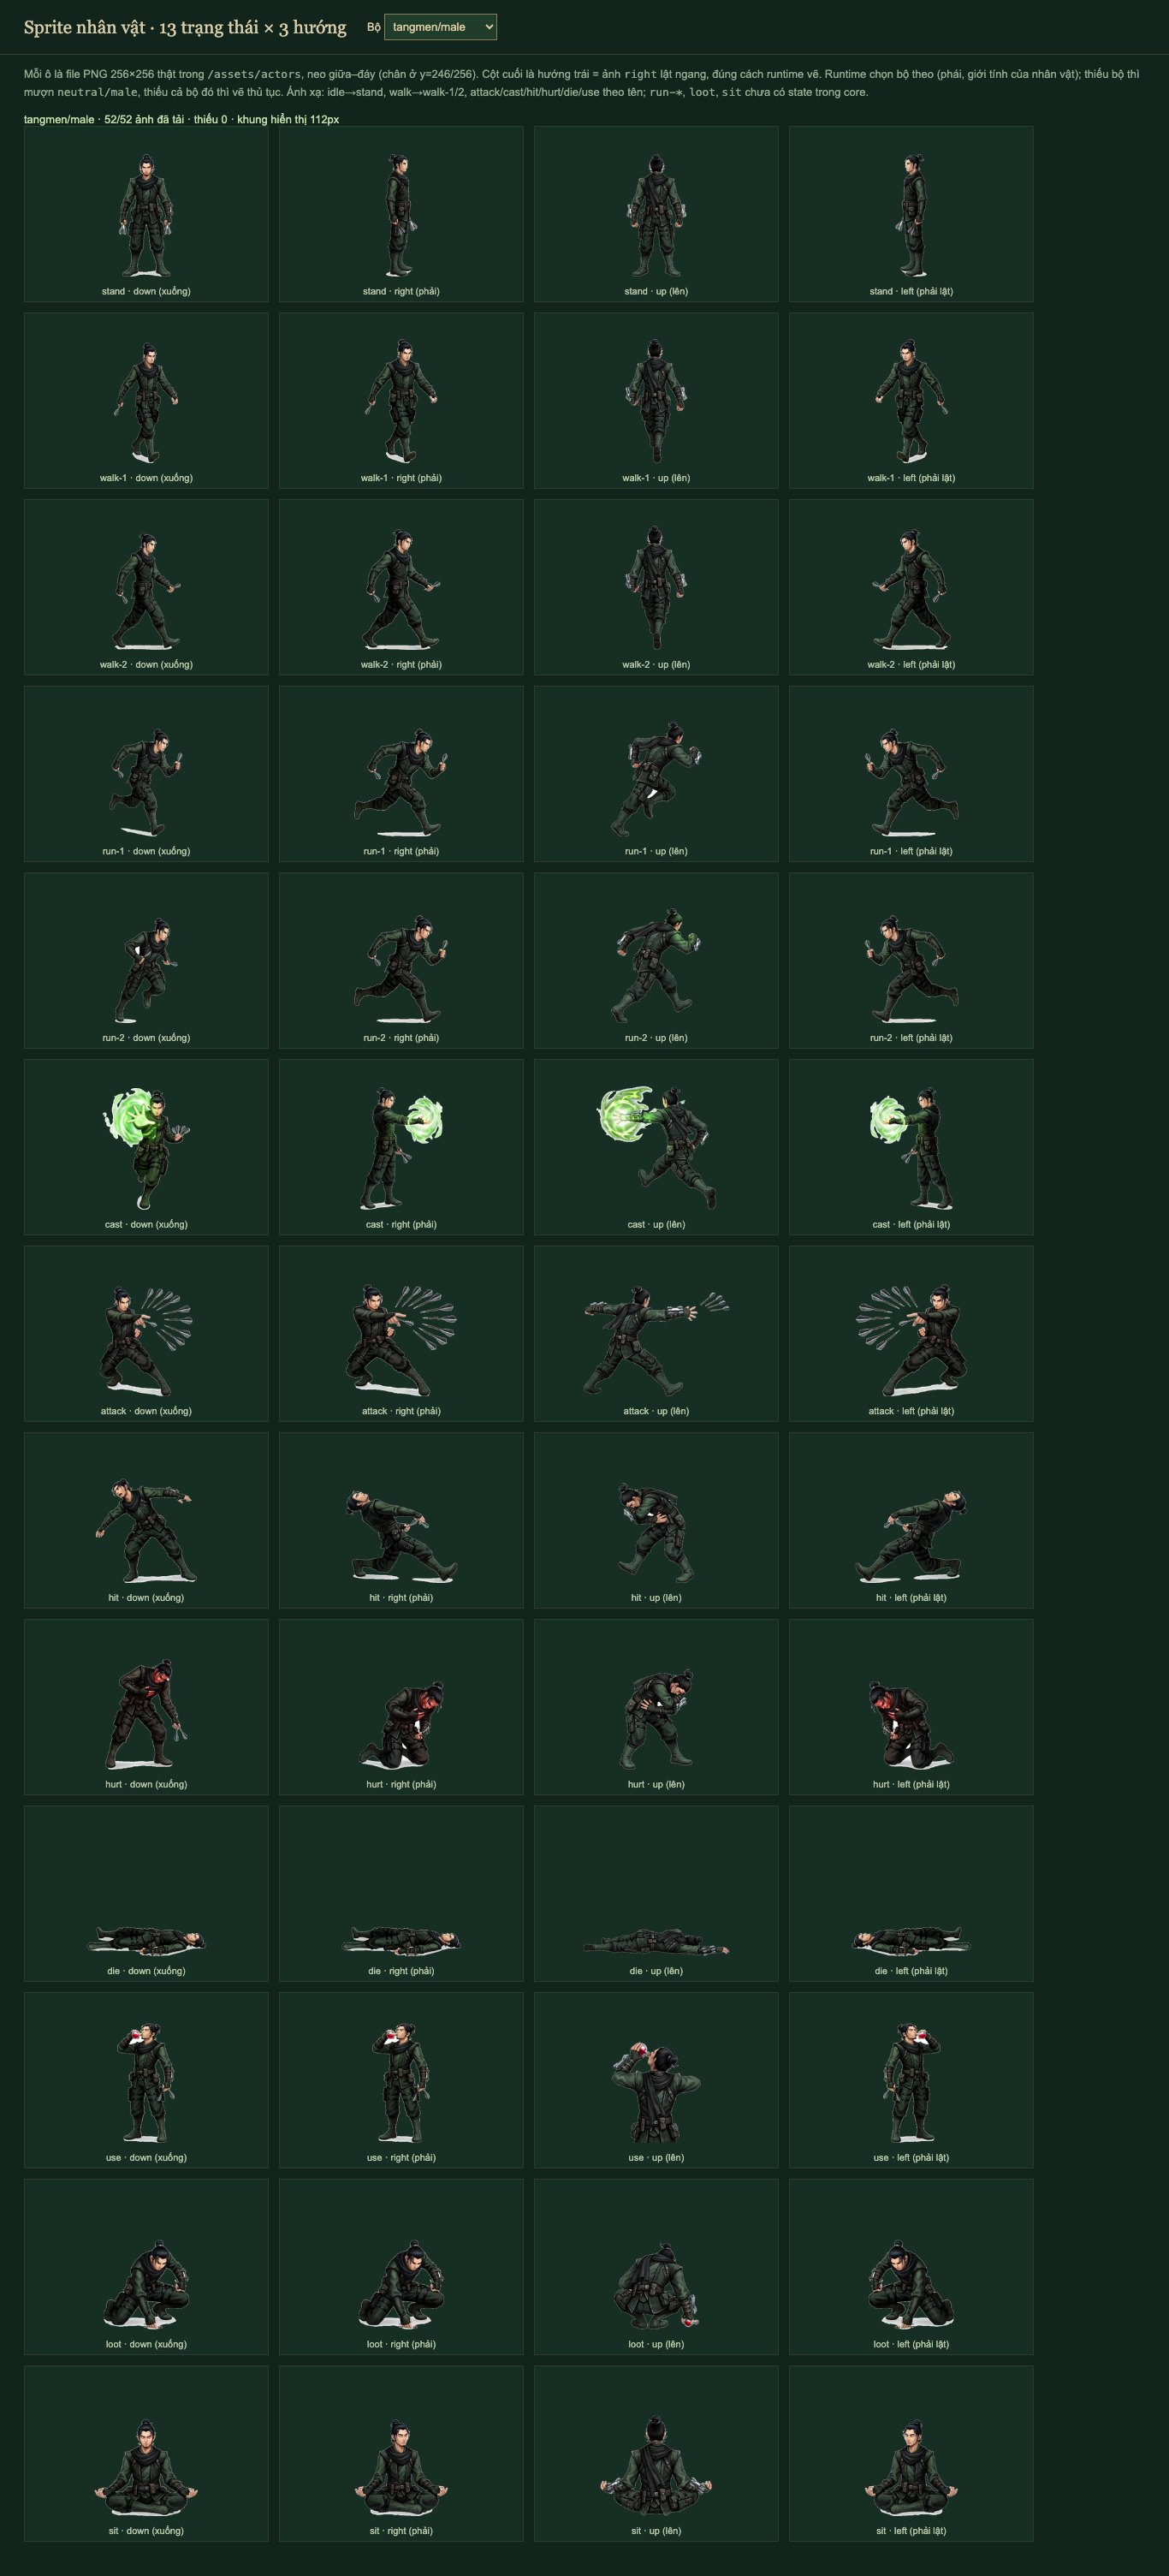 Sprite nhân vật · 13 trạng thái × 3 hướng Bộ tangmen/male
Mỗi ô là file PNG 256×256 thật trong /assets/actors, neo giữa–đáy (chân ở y=246/256). Cột cuối là hướng trái = ảnh right lật ngang, đúng cách runtime vẽ. Runtime chọn bộ theo (phái, giới tính của nhân vật); thiếu bộ thì
mượn neutral/male, thiếu cả bộ đó thì vẽ thủ tục. Ánh xạ: idle→stand, walk→walk-1/2, attack/cast/hit/hurt/die/use theo tên; run-*, loot, sit chưa có state trong core.
tangmen/male · 52/52 ảnh đã tải · thiếu 0 · khung hiển thị 112px
stand · down (xuống) stand · right (phải) stand · up (lên) stand · left (phải lật)
walk-1 · down (xuống) walk-1 · right (phải) walk-1 · up (lên) walk-1 · left (phải lật)
walk-2 · down (xuống) walk-2 · right (phải) walk-2 · up (lên) walk-2 · left (phải lật)
run-1 · down (xuống) run-1 · right (phải) run-1 · up (lên) run-1 · left (phải lật)
run-2 · down (xuống) run-2 · right (phải) run-2 · up (lên) run-2 · left (phải lật)
cast · down (xuống) cast · right (phải) cast · up (lên) cast · left (phải lật)
attack · down (xuống) attack · right (phải) attack · up (lên) attack · left (phải lật)
hit · down (xuống) hit · right (phải) hit · up (lên) hit · left (phải lật)
hurt · down (xuống) hurt · right (phải) hurt · up (lên) hurt · left (phải lật)
die · down (xuống) die · right (phải) die · up (lên) die · left (phải lật)
use · down (xuống) use · right (phải) use · up (lên) use · left (phải lật)
loot · down (xuống) loot · right (phải) loot · up (lên) loot · left (phải lật)
sit · down (xuống) sit · right (phải) sit · up (lên) sit · left (phải lật)